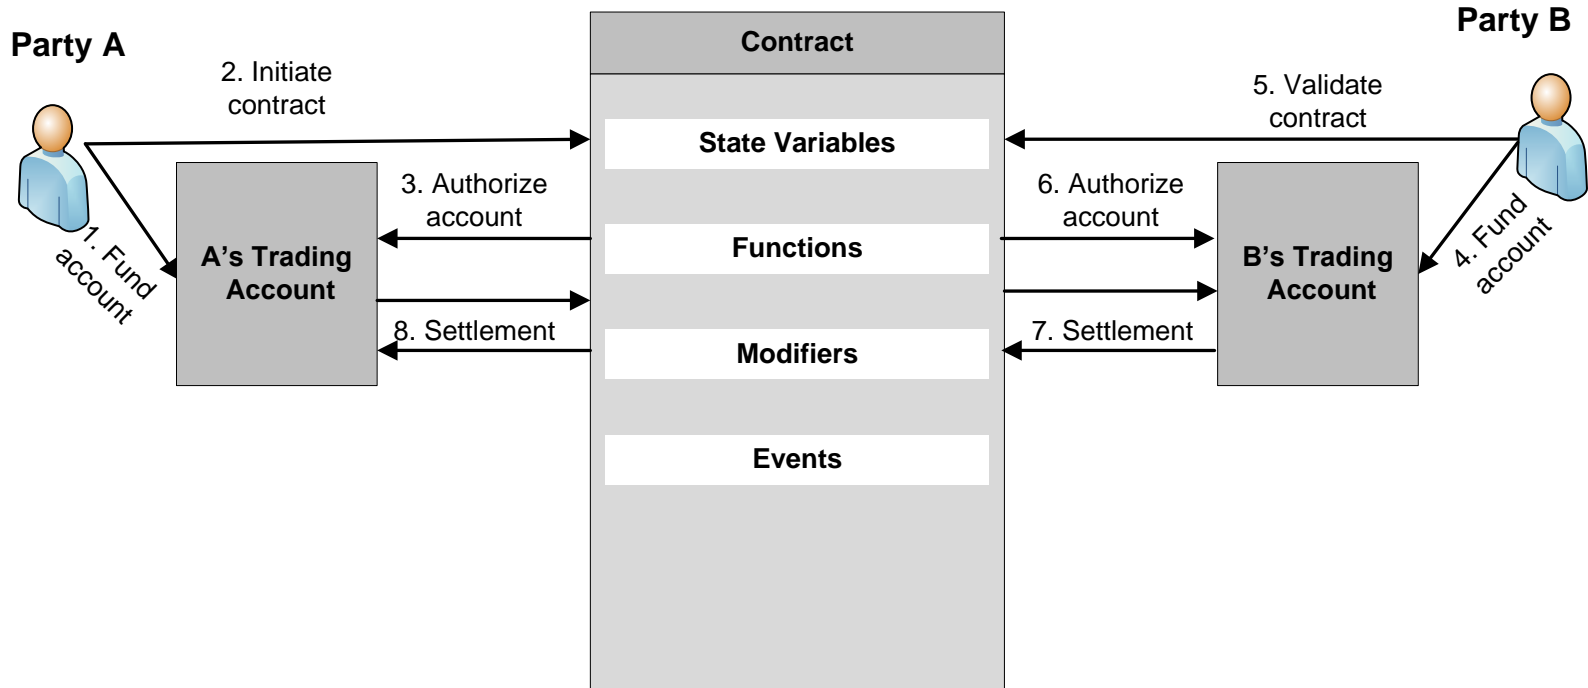 Party A
2. Initiate
contract
1. Fund
account
A’s Trading
Account
3. Authorize
account
8. Settlement
Contract
State Variables
Functions
Modifiers
Events
Party B
5. Validate
contract
4. Fund
account
6. Authorize
account
B’s Trading
Account
7. Settlement